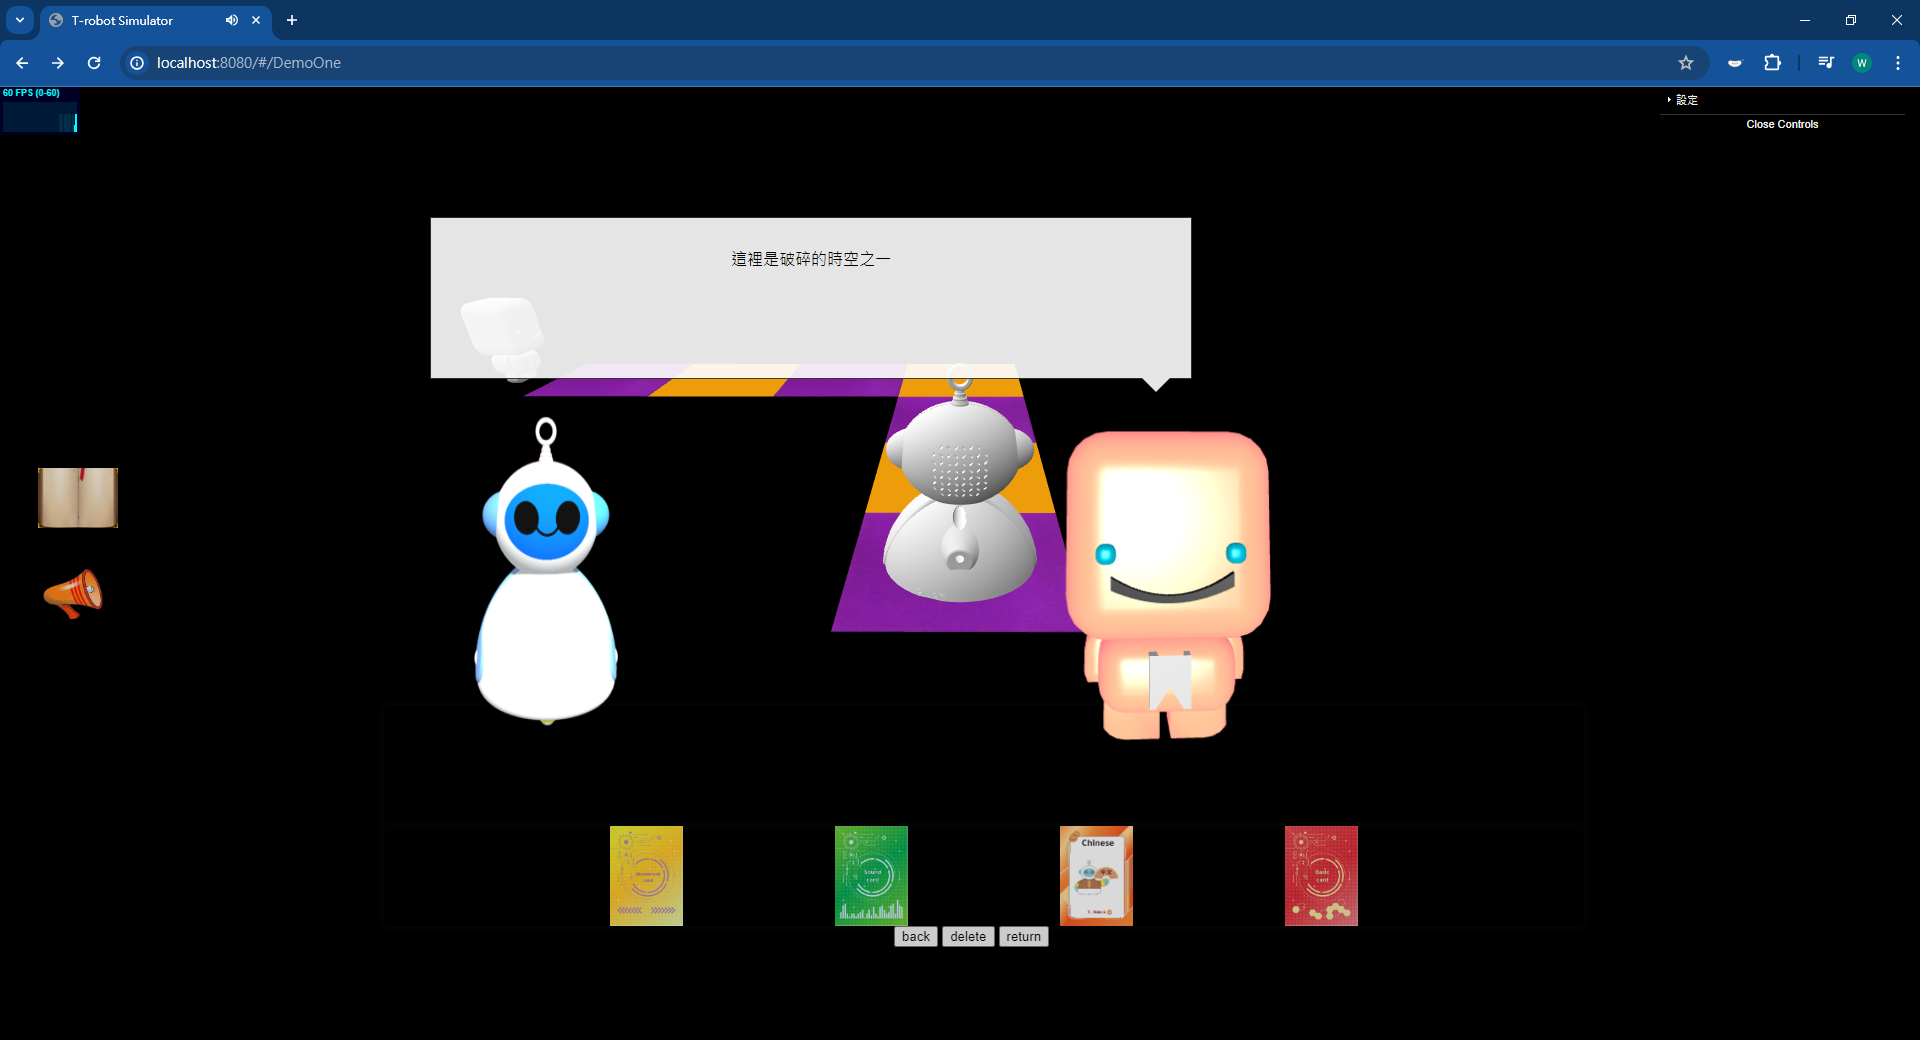 T-robot Simulator
localhost:8080/#/DemoOne
W
60 FPS (0-60)
設定
Close Controls
這裡是破碎的時空之一
Movement
card
Sound
card
Chinese
Basic
card
back delete return